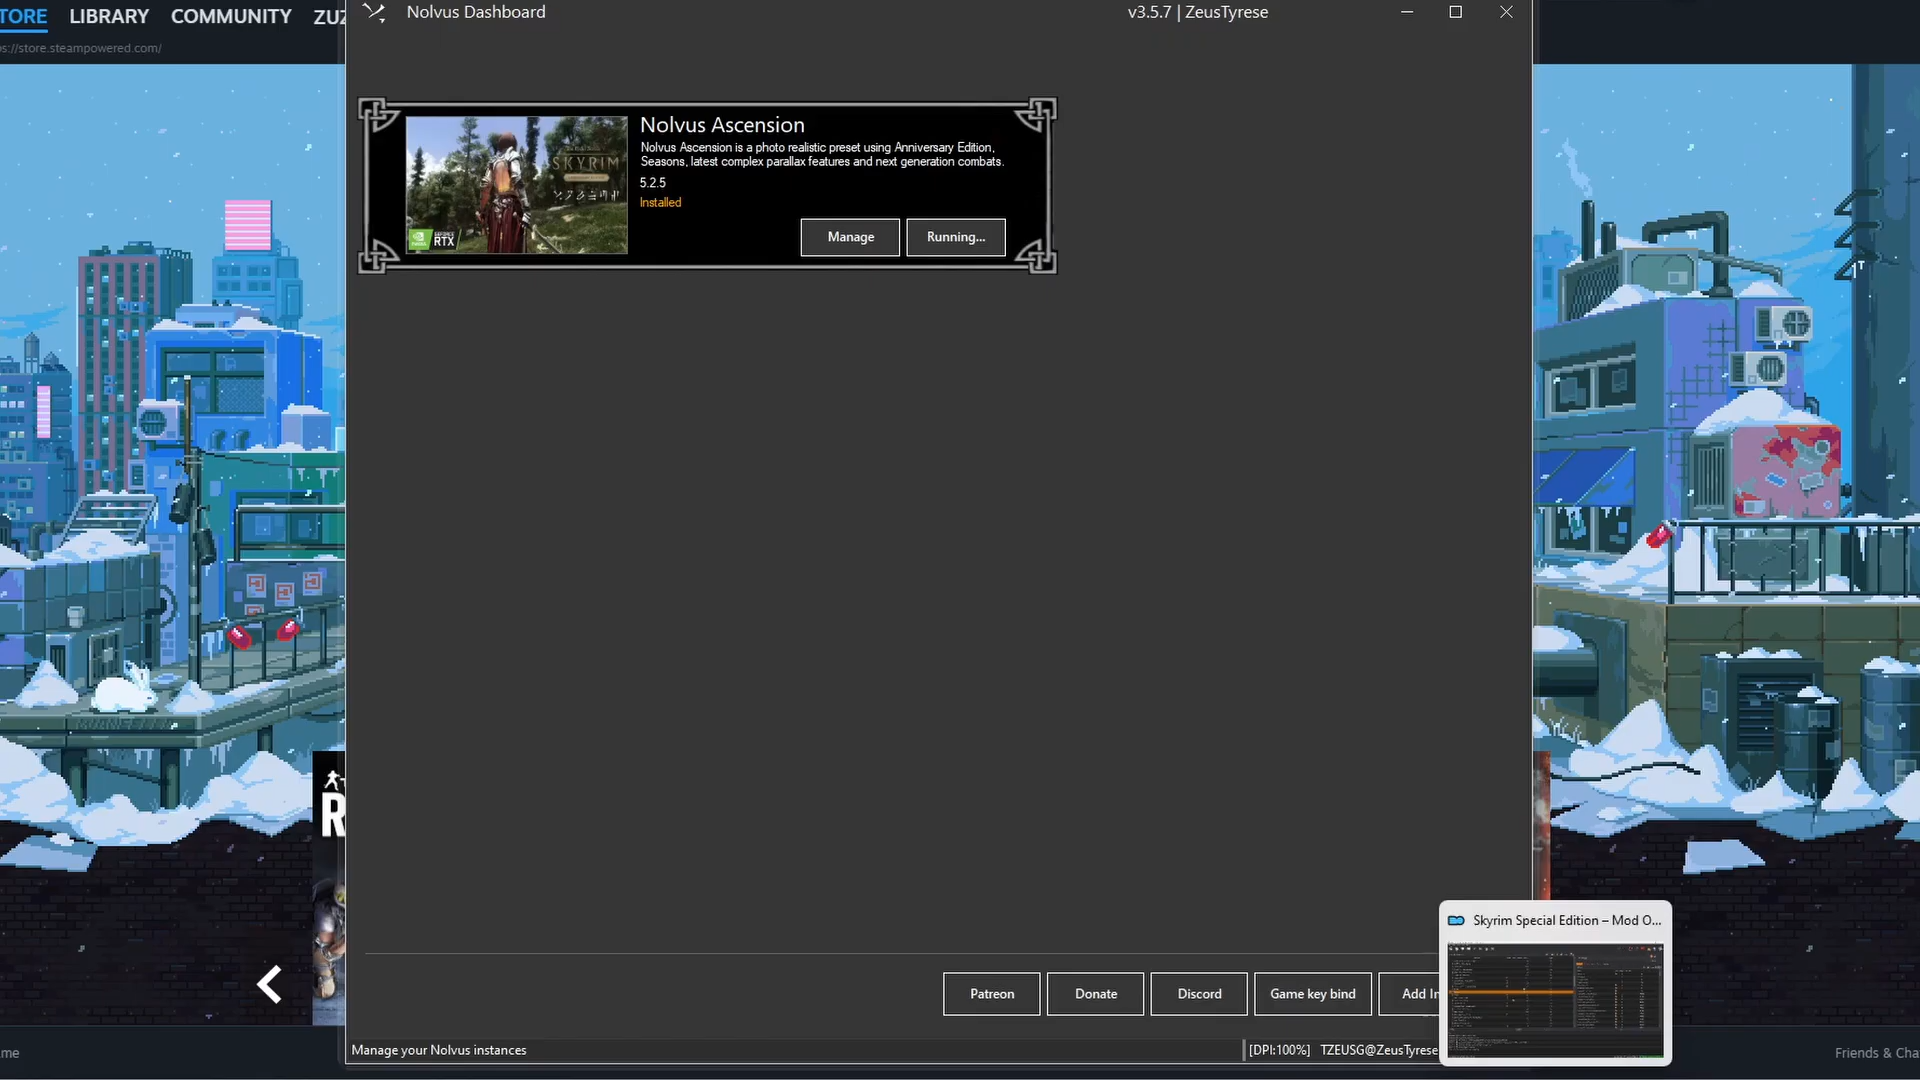 STORE LIBRARY COMMUNITY
s://store.steampowered.com/
Nolvus Dashboard
v3.5.7 | ZeusTyrese
Nolvus Ascension
Nolvus Ascension is a photo realistic preset using Anniversary Edition,
Seasons, latest complex parallax features and next generation combats.
5.2.5
Installed
SKYRIM
RTX
Manage
Running...
Patreon
Donate
Discord
Game key bind
Add In
Skyrim Special Edition – Mod O...
Manage your Nolvus instances
[DPI:100%] TZEUSG@ZeusTyrese
me
Friends & Cha